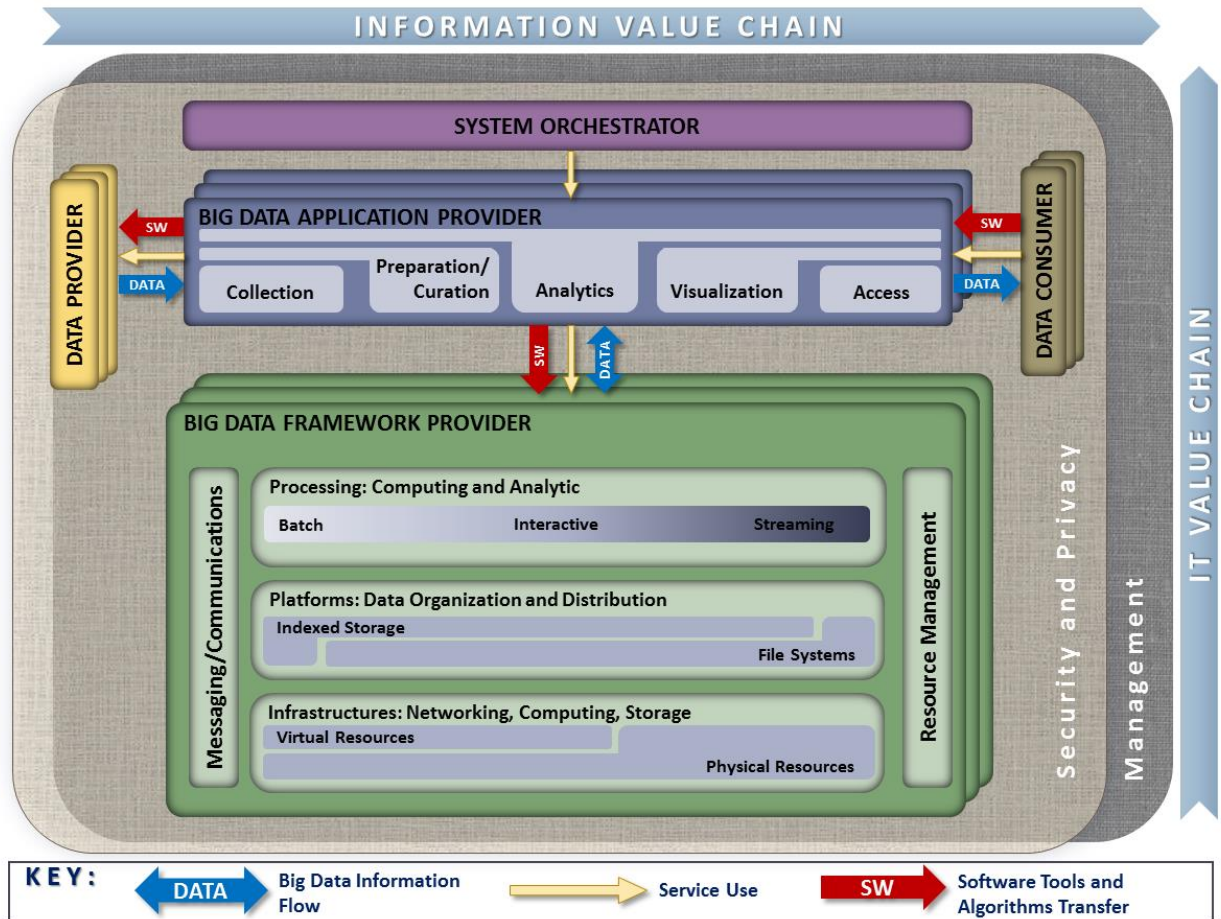 INFORMATION VALUE CHAIN
SYSTEM ORCHESTRATOR
DATA PROVIDER
SW
DATA
BIG DATA APPLICATION PROVIDER
Collection
Preparation/
Curation
Analytics
Visualization
Access
SW
DATA
DATA CONSUMER
SW
DATA
BIG DATA FRAMEWORK PROVIDER
Messaging/Communications
Processing: Computing and Analytic
Batch
Interactive
Streaming
Platforms: Data Organization and Distribution
Indexed Storage
File Systems
Infrastructures: Networking, Computing, Storage
Virtual Resources
Physical Resources
Resource Management
Security and Privacy
Management
IT VALUE CHAIN
KEY:
DATA
Big Data Information
Flow
Service Use
SW
Software Tools and
Algorithms Transfer